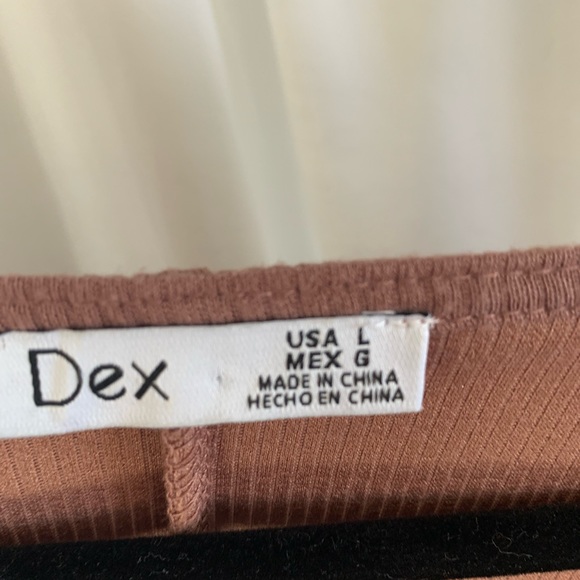 Dex
USA L
MEX G
MADE IN CHINA
HECHO EN CHINA